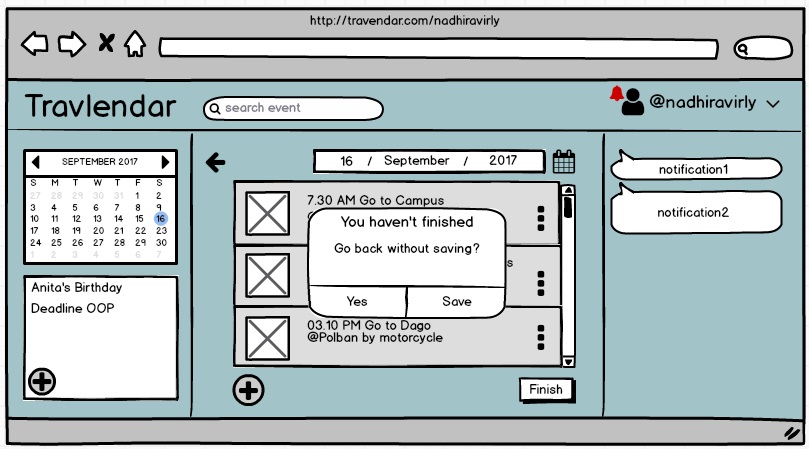 http://travendar.com/nadhiravirly
Travlendar
search event
@nadhiravirly
SEPTEMBER 2017
S M T W T F S
27 28 29 30 31 1 2
3 4 5 6 7 8 9
10 11 12 13 14 15 16
17 18 19 20 21 22 23
24 25 26 27 28 29 30
1 2 3 4 5 6 7
Anita's Birthday
Deadline OOP
16 / September / 2017
7.30 AM Go to Campus
You haven't finished
Go back without saving?
Yes Save
s
03.10 PM Go to Dago
@Polban by motorcycle
Finish
notification1
notification2